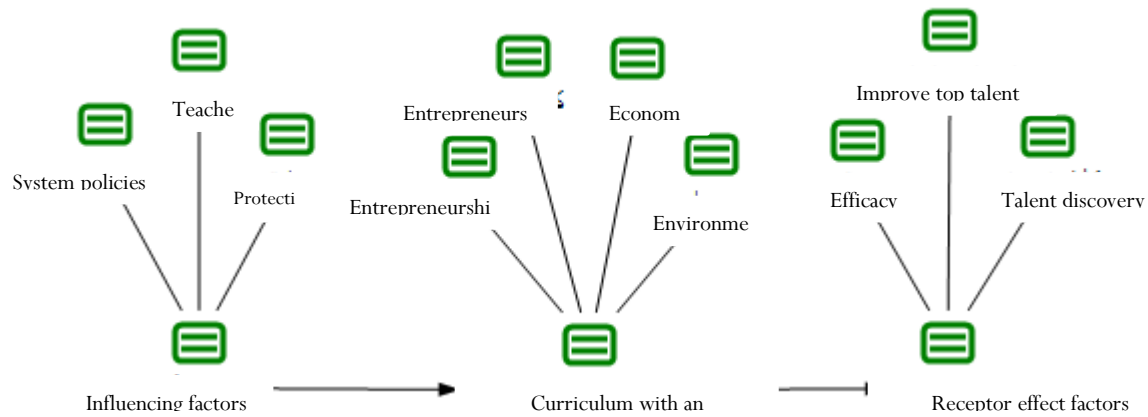 Teache
System policies
Protecti
Influencing factors
Entrepreneurs
Econom
Entrepreneurshi
Environme
Curriculum with an
Improve top talent
Efficacy
Talent discovery
Receptor effect factors